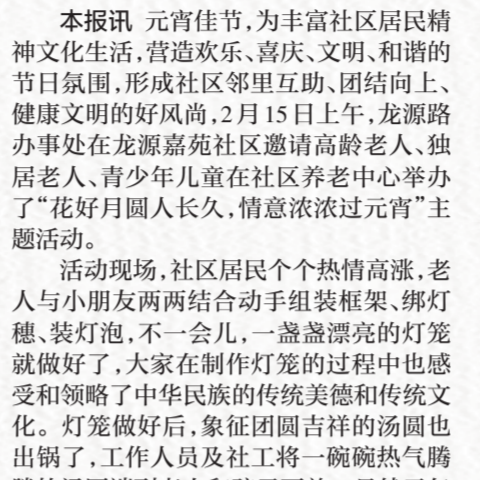 本报讯 元宵佳节,为丰富社区居民精
神文化生活,营造欢乐、喜庆、文明、和谐的
节日氛围,形成社区邻里互助、团结向上、
健康文明的好风尚,2月15日上午,龙源路
办事处在龙源嘉苑社区邀请高龄老人、独
居老人、青少年儿童在社区养老中心举办
了“花好月圆人长久,情意浓浓过元宵”主
题活动。
活动现场,社区居民个个热情高涨,老
人与小朋友两两结合动手组装框架、绑灯
穗、装灯泡,不一会儿,一盏盏漂亮的灯笼
就做好了,大家在制作灯笼的过程中也感
受和领略了中华民族的传统美德和传统文
化。灯笼做好后,象征团圆吉祥的汤圆也
出锅了,工作人员及社工将一碗碗热气腾